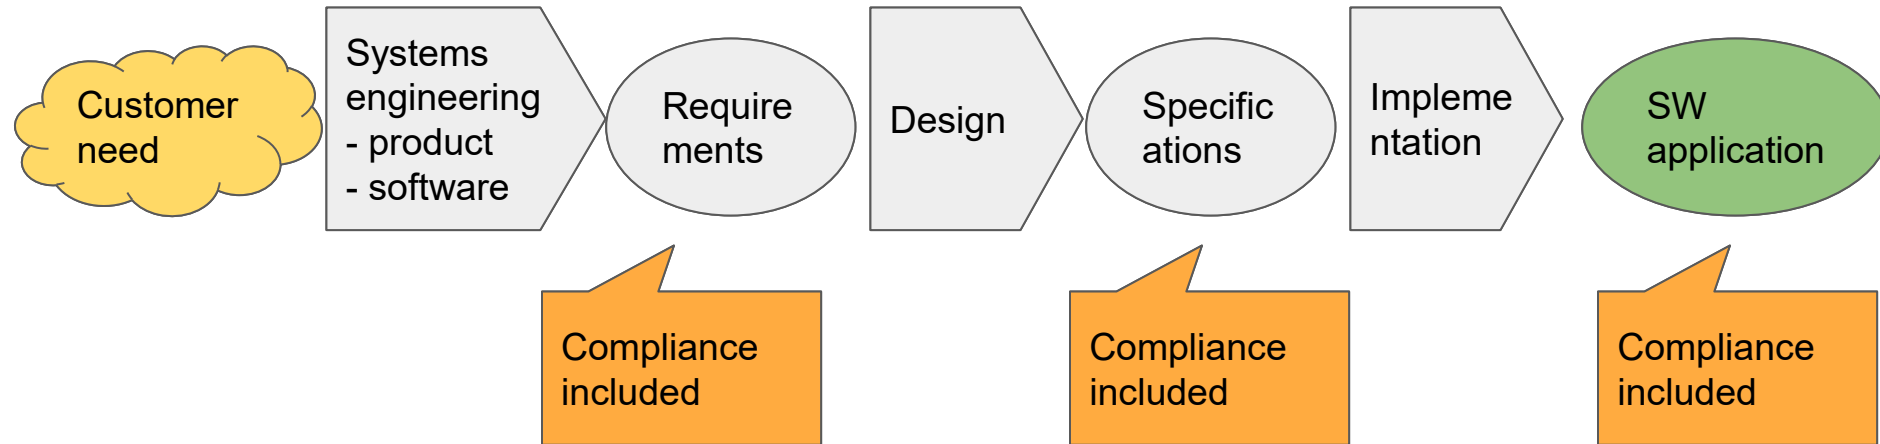 Customer
need
Systems
engineering
- product
- software
Require
ments
Design
Specific
ations
Impleme
ntation
SW
application
Compliance
included
Compliance
included
Compliance
included